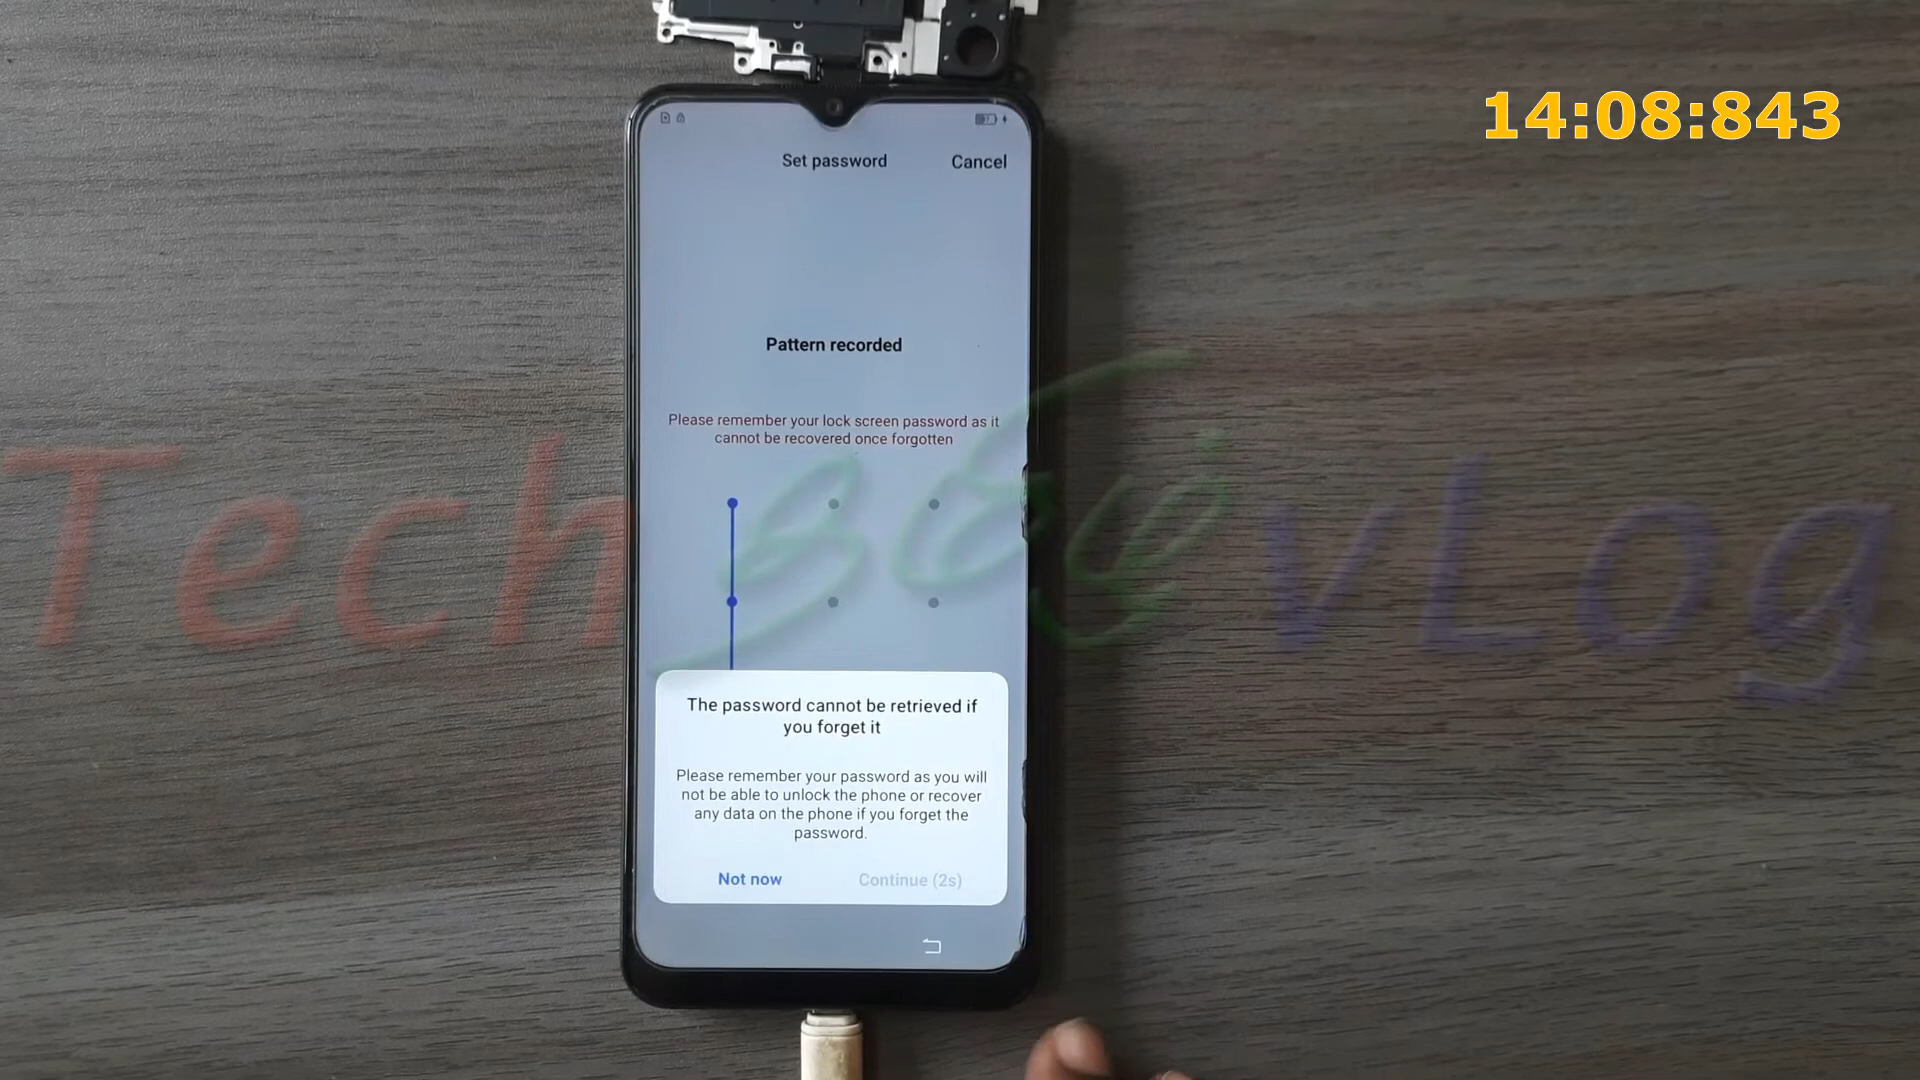 14:08:843
Set password
Cancel
Pattern recorded
Please remember your lock screen password as it
cannot be recovered once forgotten
Tech
vLog
The password cannot be retrieved if
you forget it
Please remember your password as you will
not be able to unlock the phone or recover
any data on the phone if you forget the
password.
Not now
Continue (2s)